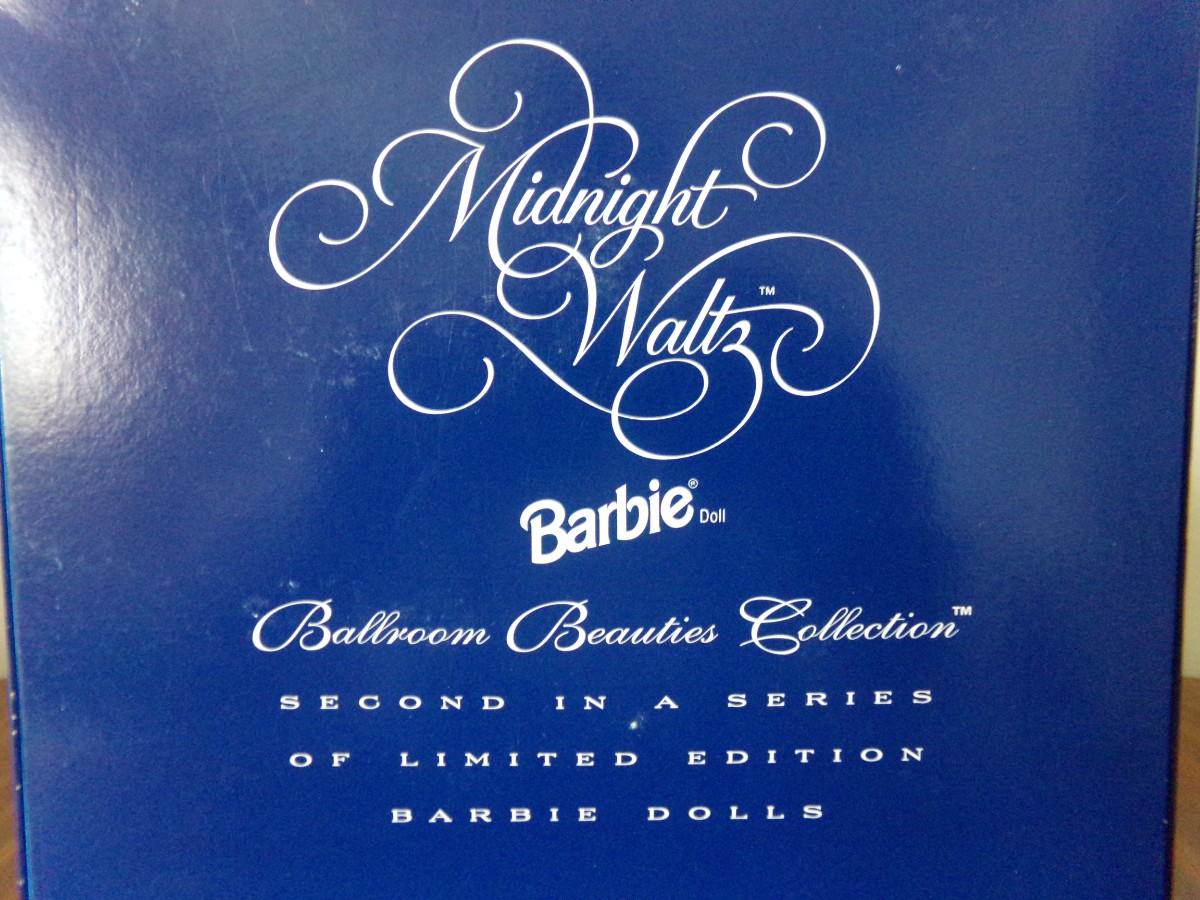 Midnight
Waltz™
Barbie® Doll
Ballroom Beauties Collection™
SECOND IN A SERIES
OF LIMITED EDITION
BARBIE DOLLS